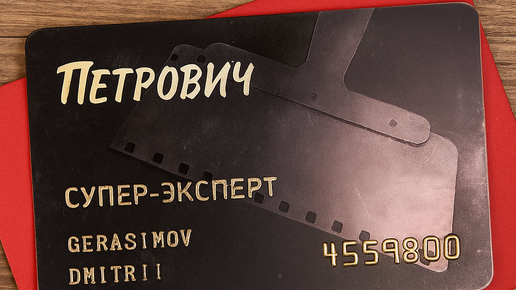 ПЕТРОВИЧ
СУПЕР-ЭКСПЕРТ
GERASIMOV
DMITRII
4559800